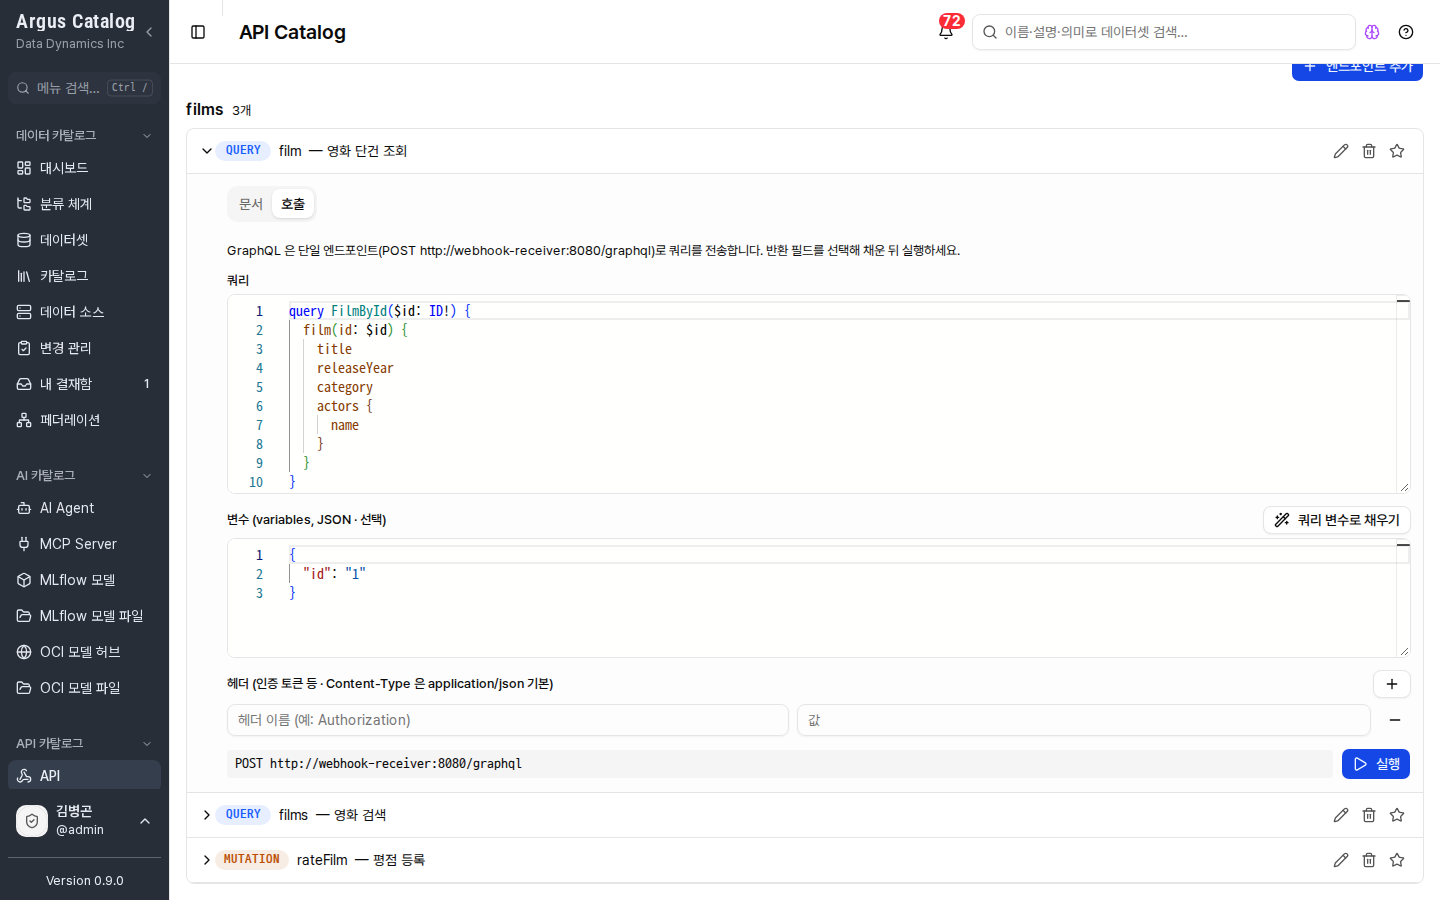 Argus Catalog
Data Dynamics Inc
메뉴 검색...
Ctrl /
데이터 카탈로그
대시보드
분류 체계
데이터셋
카탈로그
데이터 소스
변경 관리
내 결재함
1
페더레이션
AI 카탈로그
AI Agent
MCP Server
MLflow 모델
MLflow 모델 파일
OCI 모델 허브
OCI 모델 파일
API 카탈로그
API
김병곤
@admin
Version 0.9.0
API Catalog
72
이름·설명·의미로 데이터셋 검색...
엔드포인트 추가
films 3개
QUERY film — 영화 단건 조회
문서 호출
GraphQL 은 단일 엔드포인트(POST http://webhook-receiver:8080/graphql)로 쿼리를 전송합니다. 반환 필드를 선택해 채운 뒤 실행하세요.
쿼리
1 query FilmById($id: ID!) {
2 film(id: $id) {
3 title
4 releaseYear
5 category
6 actors {
7 name
8 }
9 }
10 }
변수 (variables, JSON · 선택)
쿼리 변수로 채우기
1 {
2 "id": "1"
3 }
헤더 (인증 토큰 등 · Content-Type 은 application/json 기본)
헤더 이름 (예: Authorization)
값
POST http://webhook-receiver:8080/graphql
실행
QUERY films — 영화 검색
MUTATION rateFilm — 평점 등록